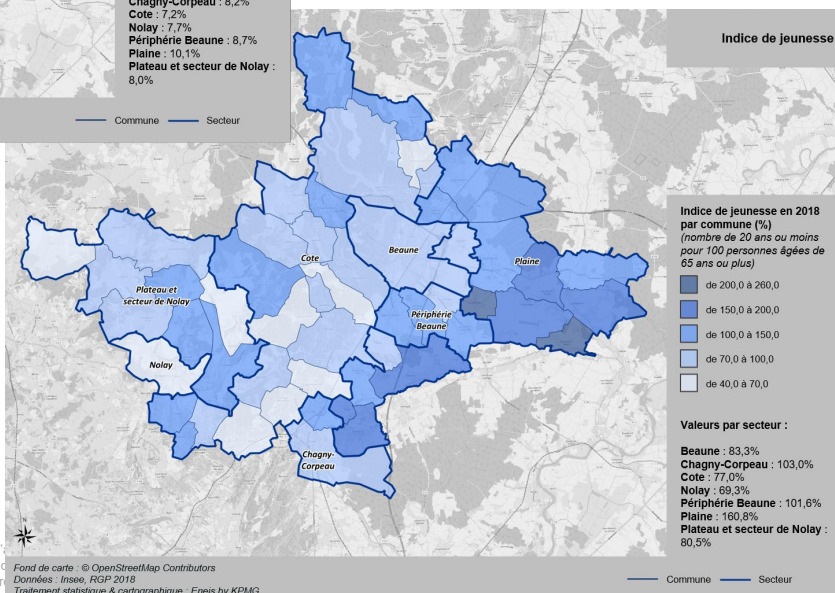 Chagny-Corpeau : 8,2%
Cote : 7,2%
Nolay : 7,7%
Périphérie Beaune : 8,7%
Plaine : 10,1%
Plateau et secteur de Nolay :
8,0%
Commune
Secteur
Indice de jeunesse
Cote
Beaune
Plaine
Plateau et
secteur de Nolay
Périphérie
Beaune
Nolay
Chagny-
Corpeau
Indice de jeunesse en 2018
par commune (%)
(nombre de 20 ans ou moins
pour 100 personnes âgées de
65 ans ou plus)
de 200,0 à 260,0
de 150,0 à 200,0
de 100,0 à 150,0
de 70,0 à 100,0
de 40,0 à 70,0
Valeurs par secteur :
Beaune : 83,3%
Chagny-Corpeau : 103,0%
Cote : 77,0%
Nolay : 69,3%
Périphérie Beaune : 101,6%
Plaine : 160,8%
Plateau et secteur de Nolay :
80,5%
N
Fond de carte : © OpenStreetMap Contributors
Données : Insee, RGP 2018
Traitement statistique & cartographique : Eneis by KPMG
Commune
Secteur